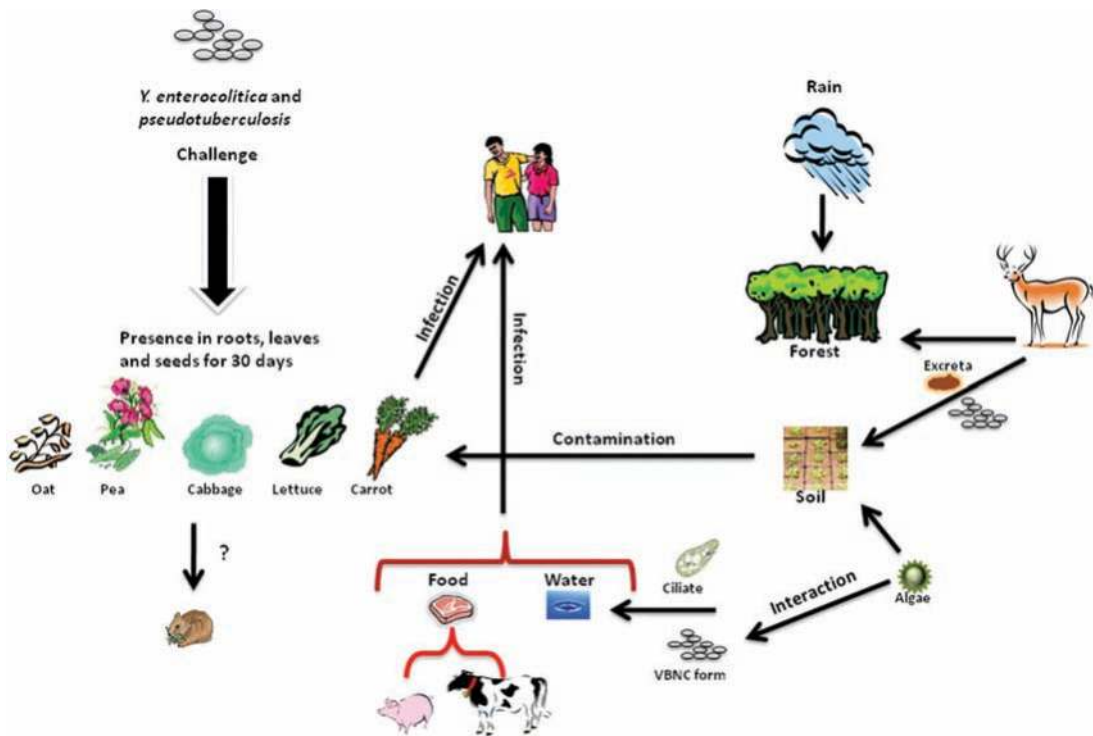 Y. enterocolitica and
pseudotuberculosis
Challenge
Presence in roots, leaves
and seeds for 30 days
Oat
Pea
Cabbage
Lettuce
Carrot
?
Infection
Infection
Rain
Forest
Excreta
Contamination
Soil
Food
Water
Ciliate
VBNC form
Interaction
Algae